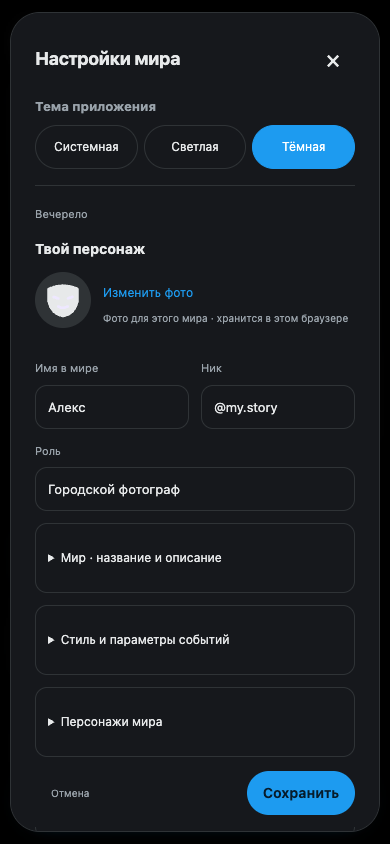 Настройки мира
Тема приложения
Системная Светлая Тёмная
Вечерело
Твой персонаж
Изменить фото
Фото для этого мира · хранится в этом браузере
Имя в мире Ник
Алекс @my.story
Роль
Городской фотограф
Мир · название и описание
Стиль и параметры событий
Персонажи мира
Отмена Сохранить